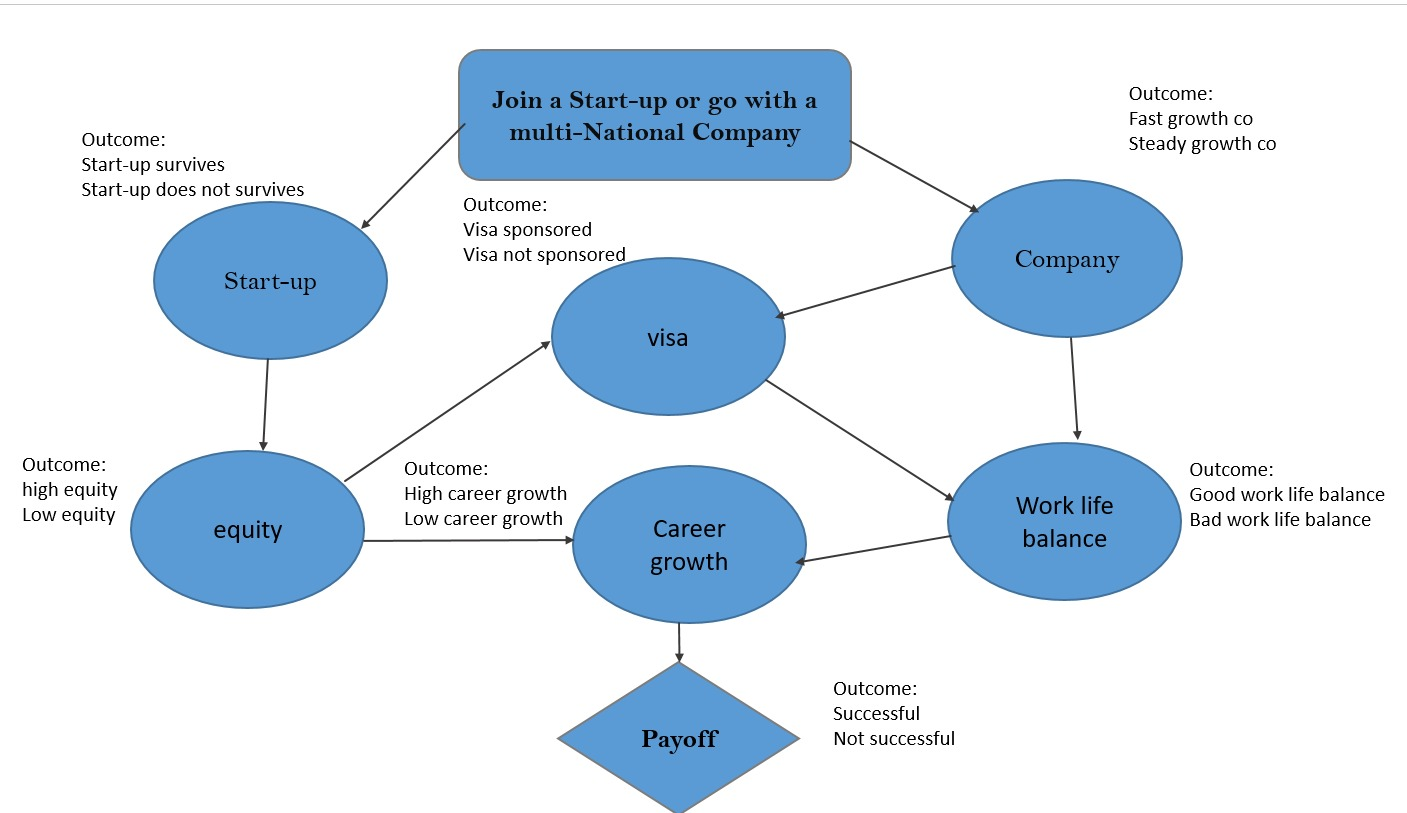 Join a Start-up or go with a
multi-National Company
Outcome:
Fast growth co
Steady growth co
Outcome:
Start-up survives
Start-up does not survives
Outcome:
Visa sponsored
Visa not sponsored
Start-up
Company
visa
Outcome:
high equity
Low equity
equity
Outcome:
High career growth
Low career growth
Career
growth
Work life
balance
Outcome:
Good work life balance
Bad work life balance
Payoff
Outcome:
Successful
Not successful